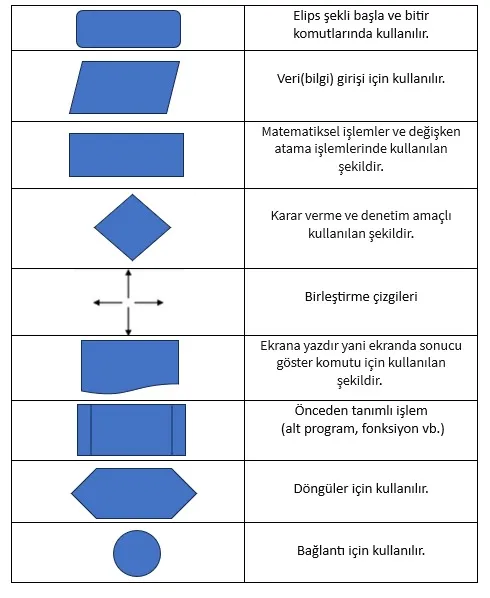 Elips şekli başla ve bitir
komutlarında kullanılır.
Veri(bilgi) girişi için kullanılır.
Matematiksel işlemler ve değişken
atama işlemlerinde kullanılan
şekildir.
Karar verme ve denetim amaçlı
kullanılan şekildir.
Birleştirme çizgileri
Ekrana yazdır yani ekranda sonucu
göster komutu için kullanılan
şekildir.
Önceden tanımlı işlem
(alt program, fonksiyon vb.)
Döngüler için kullanılır.
Bağlantı için kullanılır.